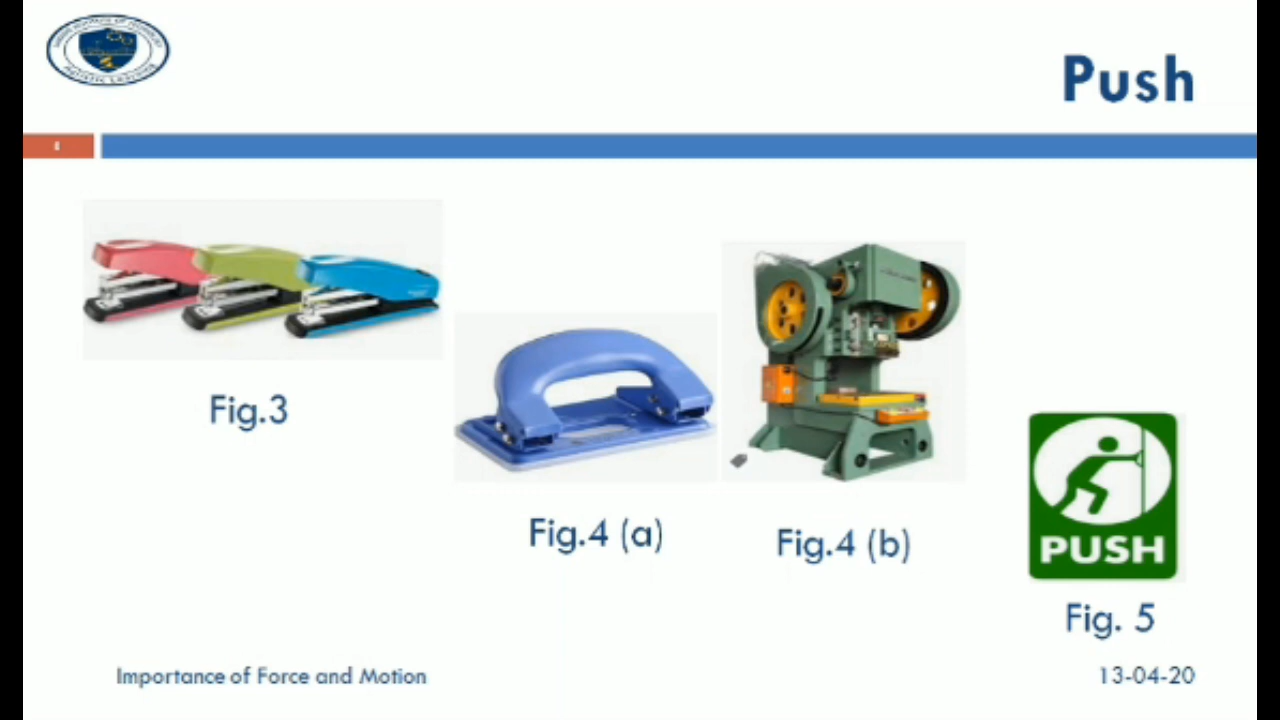 Push
Fig.3
Fig.4 (a)
Fig.4 (b)
PUSH
Fig. 5
Importance of Force and Motion
13-04-20